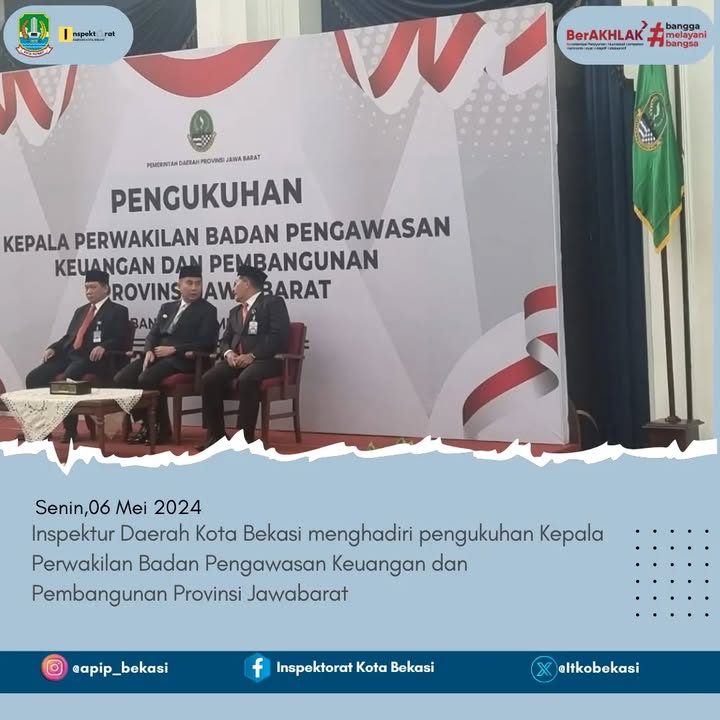 Inspektorat
BerAKHLAK
#bangga
melayani
bangsa
PEMERINTAH DAERAH PROVINSI JAWA BARAT
PENGUKUHAN
KEPALA PERWAKILAN BADAN PENGAWASAN
KEUANGAN DAN PEMBANGUNAN
PROVINSI JAWA BARAT
Senin,06 Mei 2024
Inspektur Daerah Kota Bekasi menghadiri pengukuhan Kepala
Perwakilan Badan Pengawasan Keuangan dan
Pembangunan Provinsi Jawabarat
@apip_bekasi
Inspektorat Kota Bekasi
@Itkobekasi